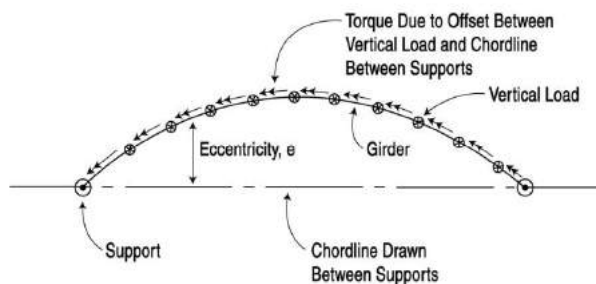 Torque Due to Offset Between
Vertical Load and Chordline
Between Supports
Vertical Load
Eccentricity, e
Girder
Support
Chordline Drawn
Between Supports